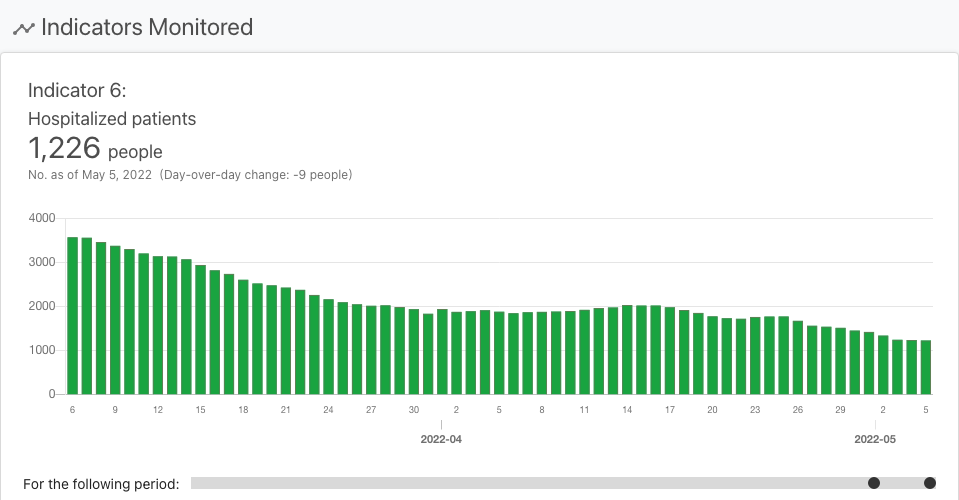 Indicators Monitored
Indicator 6:
Hospitalized patients
1,226 people
No. as of May 5, 2022 (Day-over-day change: -9 people)
4000
3000
2000
1000
0
6 9 12 15 18 21 24 27 30 2 5 8 11 14 17 20 23 26 29 2 5
2022-04 2022-05
For the following period: